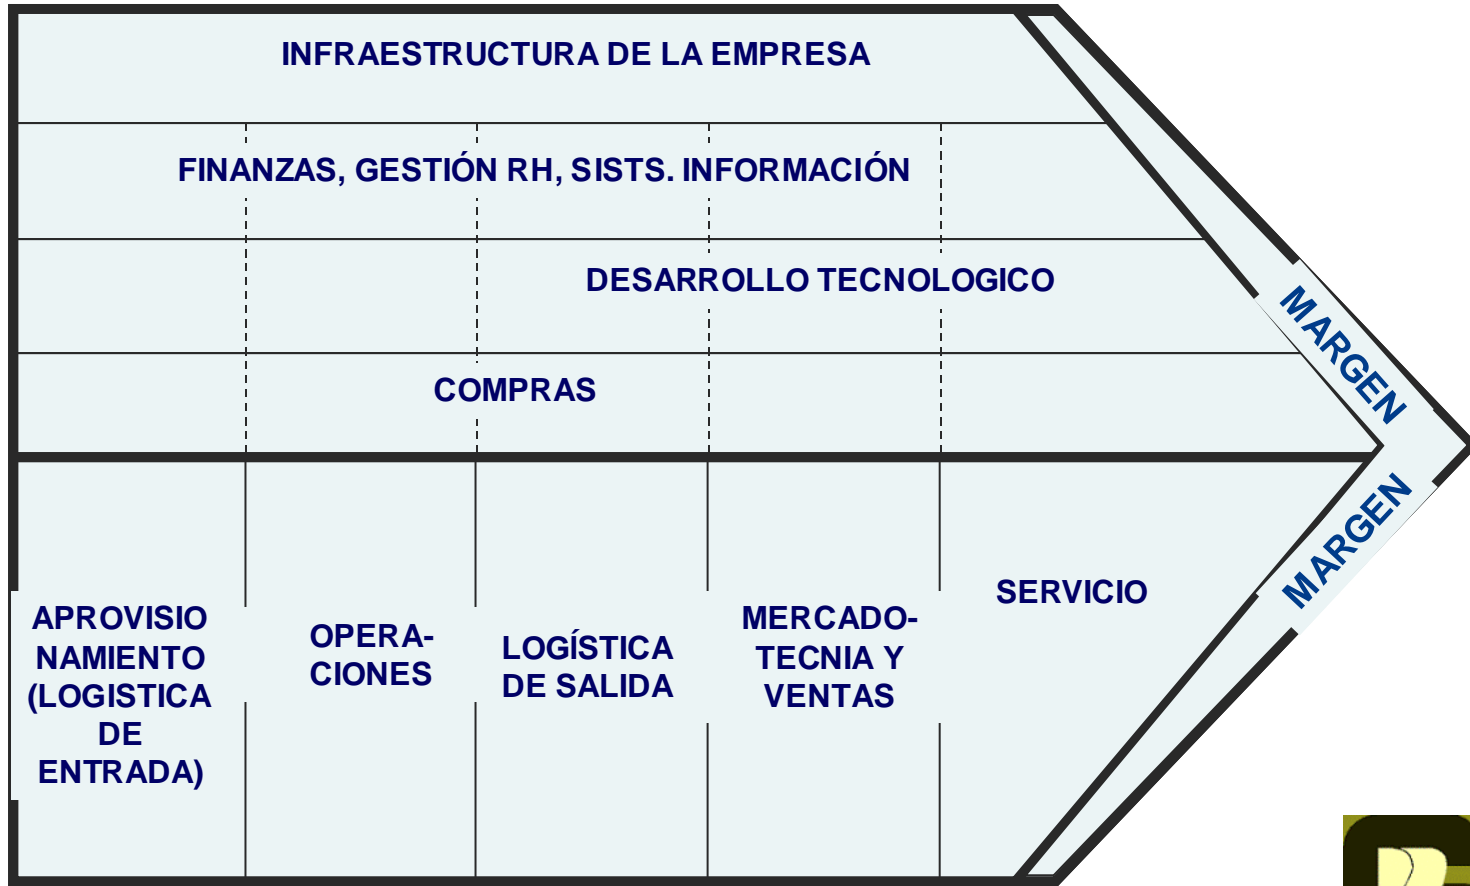 INFRAESTRUCTURA DE LA EMPRESA
FINANZAS, GESTIÓN RH, SISTS. INFORMACIÓN
DESARROLLO TECNOLOGICO
COMPRAS
MARGEN
MARGEN
APROVISIO
NAMIENTO
(LOGISTICA
DE
ENTRADA)
OPERA-
CIONES
LOGÍSTICA
DE SALIDA
MERCADO-
TECNIA Y
VENTAS
SERVICIO